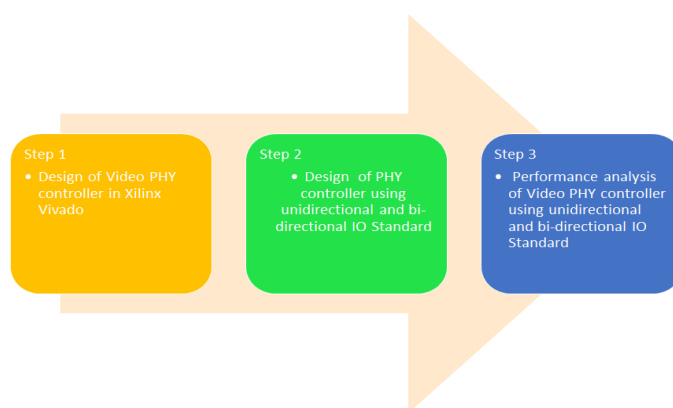 Step 1
• Design of Video PHY
controller in Xilinx
Vivado
Step 2
• Design of PHY
controller using
unidirectional and bi-
directional IO Standard
Step 3
• Performance analysis
of Video PHY controller
using unidirectional
and bi-directional IO
Standard